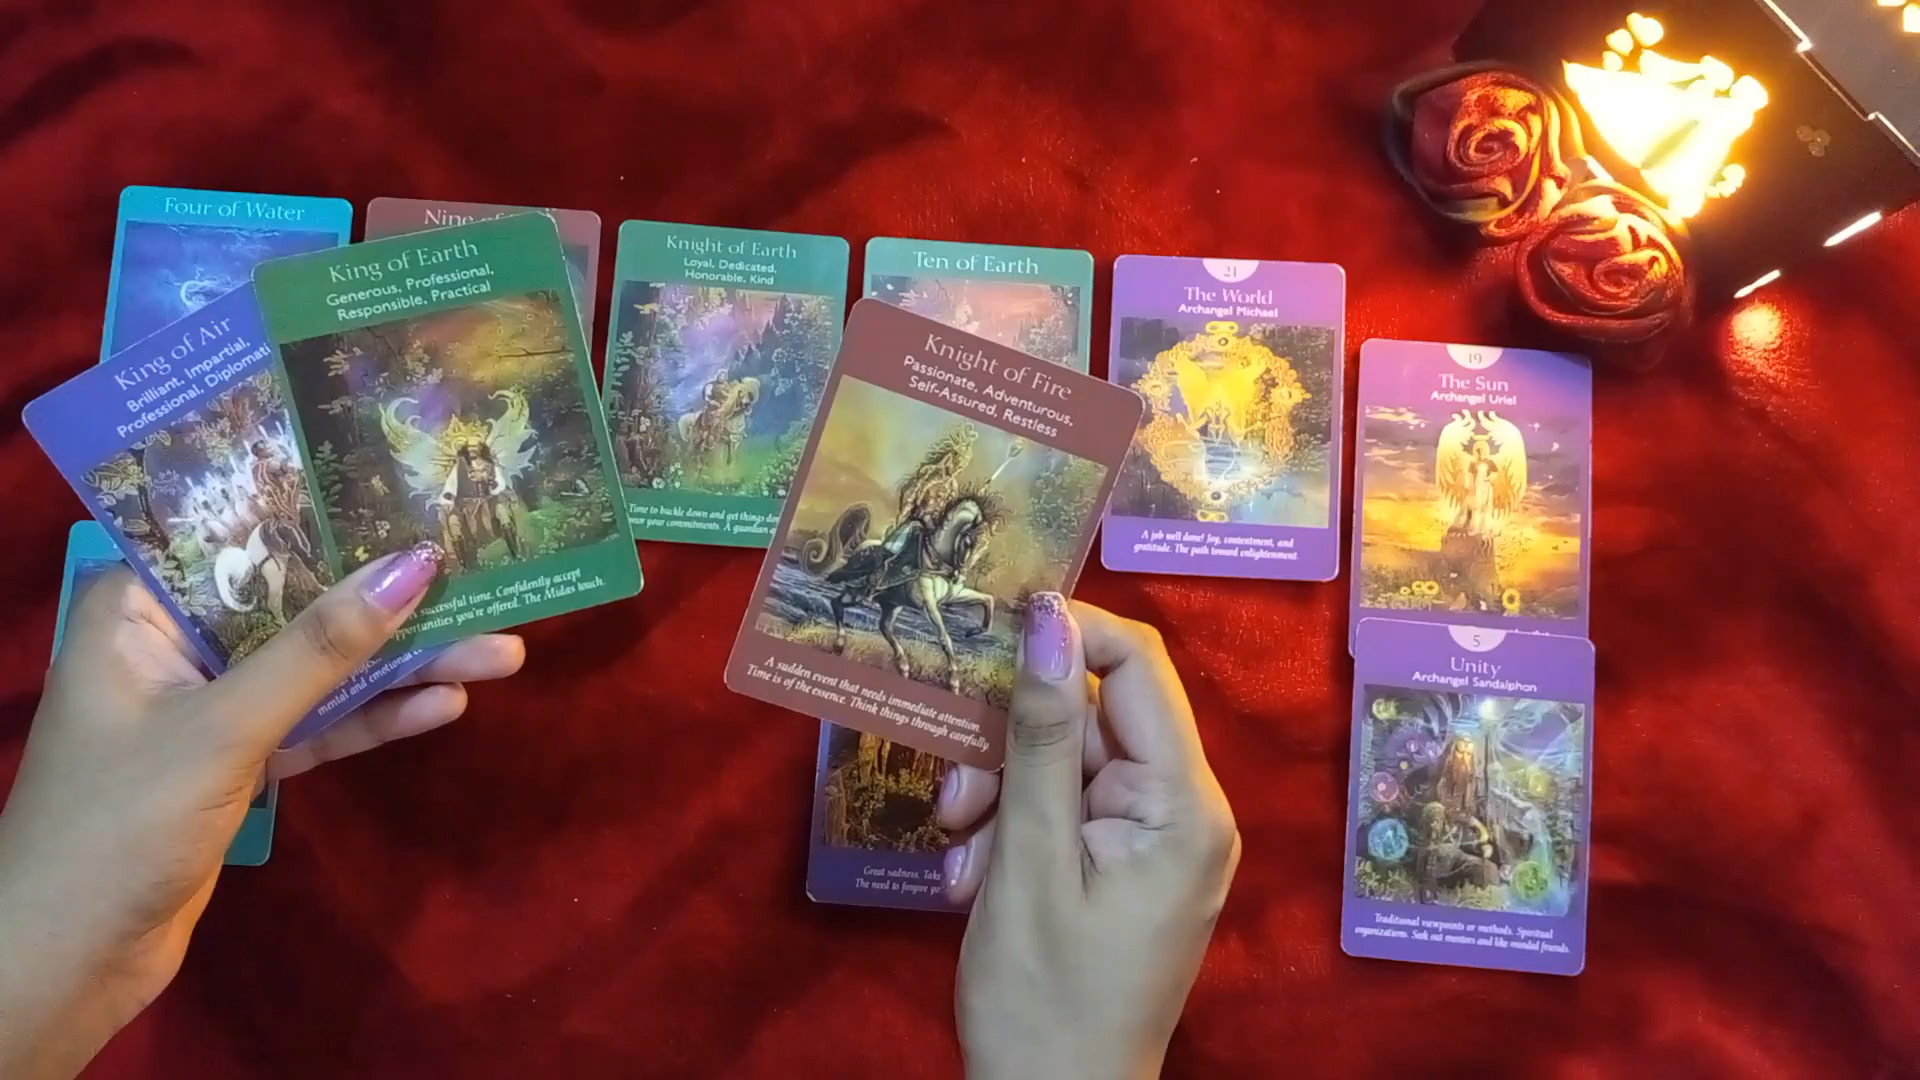 Four of Water
Nine of
Knight of Earth
Loyal, Dedicated,
Honorable, Kind
Time to buckle down and get things
your commitments. A guardian
Ten of Earth
21
The World
Archangel Michael
A job well done! Joy, contentment, and
gratitude. The path toward enlightenment.
19
The Sun
Archangel Uriel
King of Air
Brilliant, Impartial,
Professional,
mental and emotional
King of Earth
Generous, Professional,
Responsible, Practical
successful time. Confidently accept
you're offered. The Midas touch.
Knight of Fire
Passionate, Adventurous,
Self-Assured, Restless
A sudden event that needs immediate attention.
Time is of the essence. Think things through carefully
Great sadness. Take
The need to forgive
5
Unity
Archangel Sandalphon
Traditional viewpoints or methods. Spiritual
organizations. Seek out mentors and like minded friends.